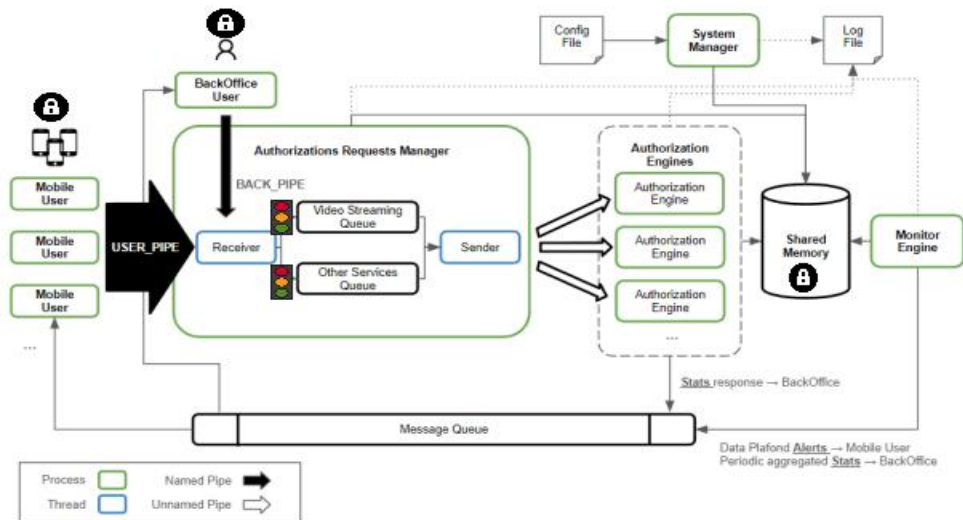 Config
File
System
Manager
Log
File
BackOffice
User
Authorizations Requests Manager
BACK_PIPE
Authorization
Engines
Mobile
User
Mobile
User
Mobile
User
...
USER_PIPE
Receiver
Video Streaming
Queue
Other Services
Queue
Sender
Authorization
Engine
Authorization
Engine
Authorization
Engine
...
Shared
Memory
Monitor
Engine
Stats response → BackOffice
Message Queue
Data Plafond Alerts → Mobile User
Periodic aggregated Stats → BackOffice
Process
Named Pipe
Thread
Unnamed Pipe